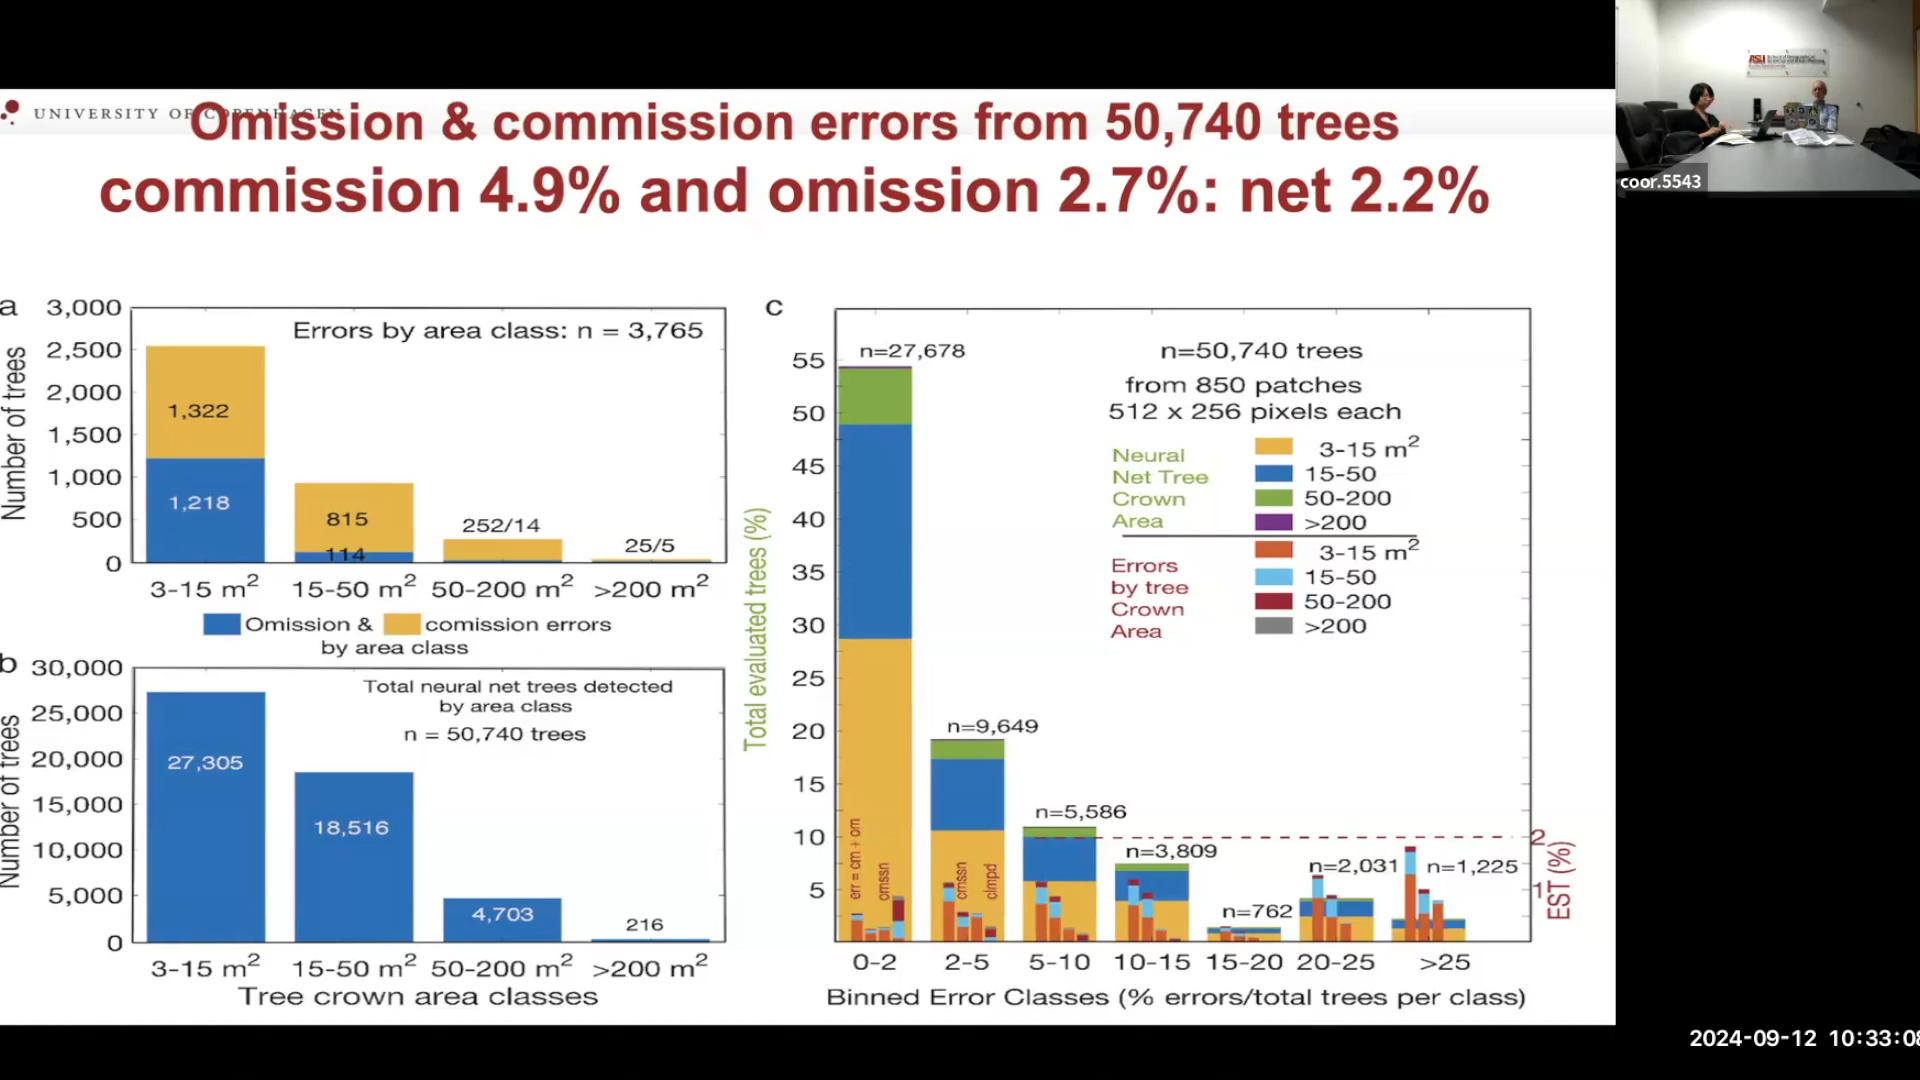 UNIVERSITY OF COPENHAGEN
Omission & commission errors from 50,740 trees
commission 4.9% and omission 2.7%: net 2.2%
coor.5543
a
3,000
2,500
2,000
1,500
1,000
500
0
Number of trees
Errors by area class: n = 3,765
1,322
1,218
815
114
252/14
25/5
3-15 m²
15-50 m²
50-200 m²
>200 m²
Omission &
comission errors
by area class
b
30,000
25,000
20,000
15,000
10,000
5,000
0
Number of trees
Total neural net trees detected
by area class
n = 50,740 trees
27,305
18,516
4,703
216
3-15 m²
15-50 m²
50-200 m²
>200 m²
Tree crown area classes
c
55
50
45
40
35
30
25
20
15
10
5
Total evaluated trees (%)
n=27,678
n=50,740 trees
from 850 patches
512 x 256 pixels each
Neural
Net Tree
Crown
Area
3-15 m²
15-50
50-200
>200
Errors
by tree
Crown
Area
3-15 m²
15-50
50-200
>200
n=9,649
n=5,586
n=3,809
n=762
n=2,031
n=1,225
err = cm + om
omssn
omssn
clmpd
2
1
EST (%)
0-2
2-5
5-10
10-15
15-20
20-25
>25
Binned Error Classes (% errors/total trees per class)
2024-09-12 10:33:08